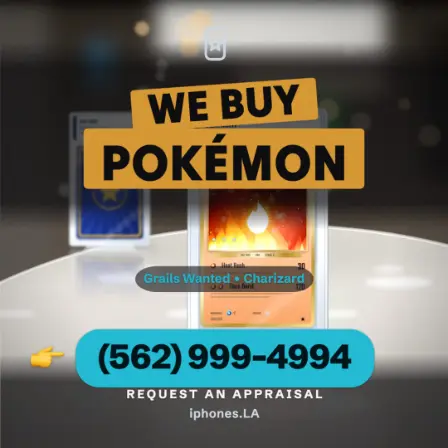 WE BUY
POKÉMON
Grails Wanted • Charizard
(562) 999-4994
REQUEST AN APPRAISAL
iphones.LA